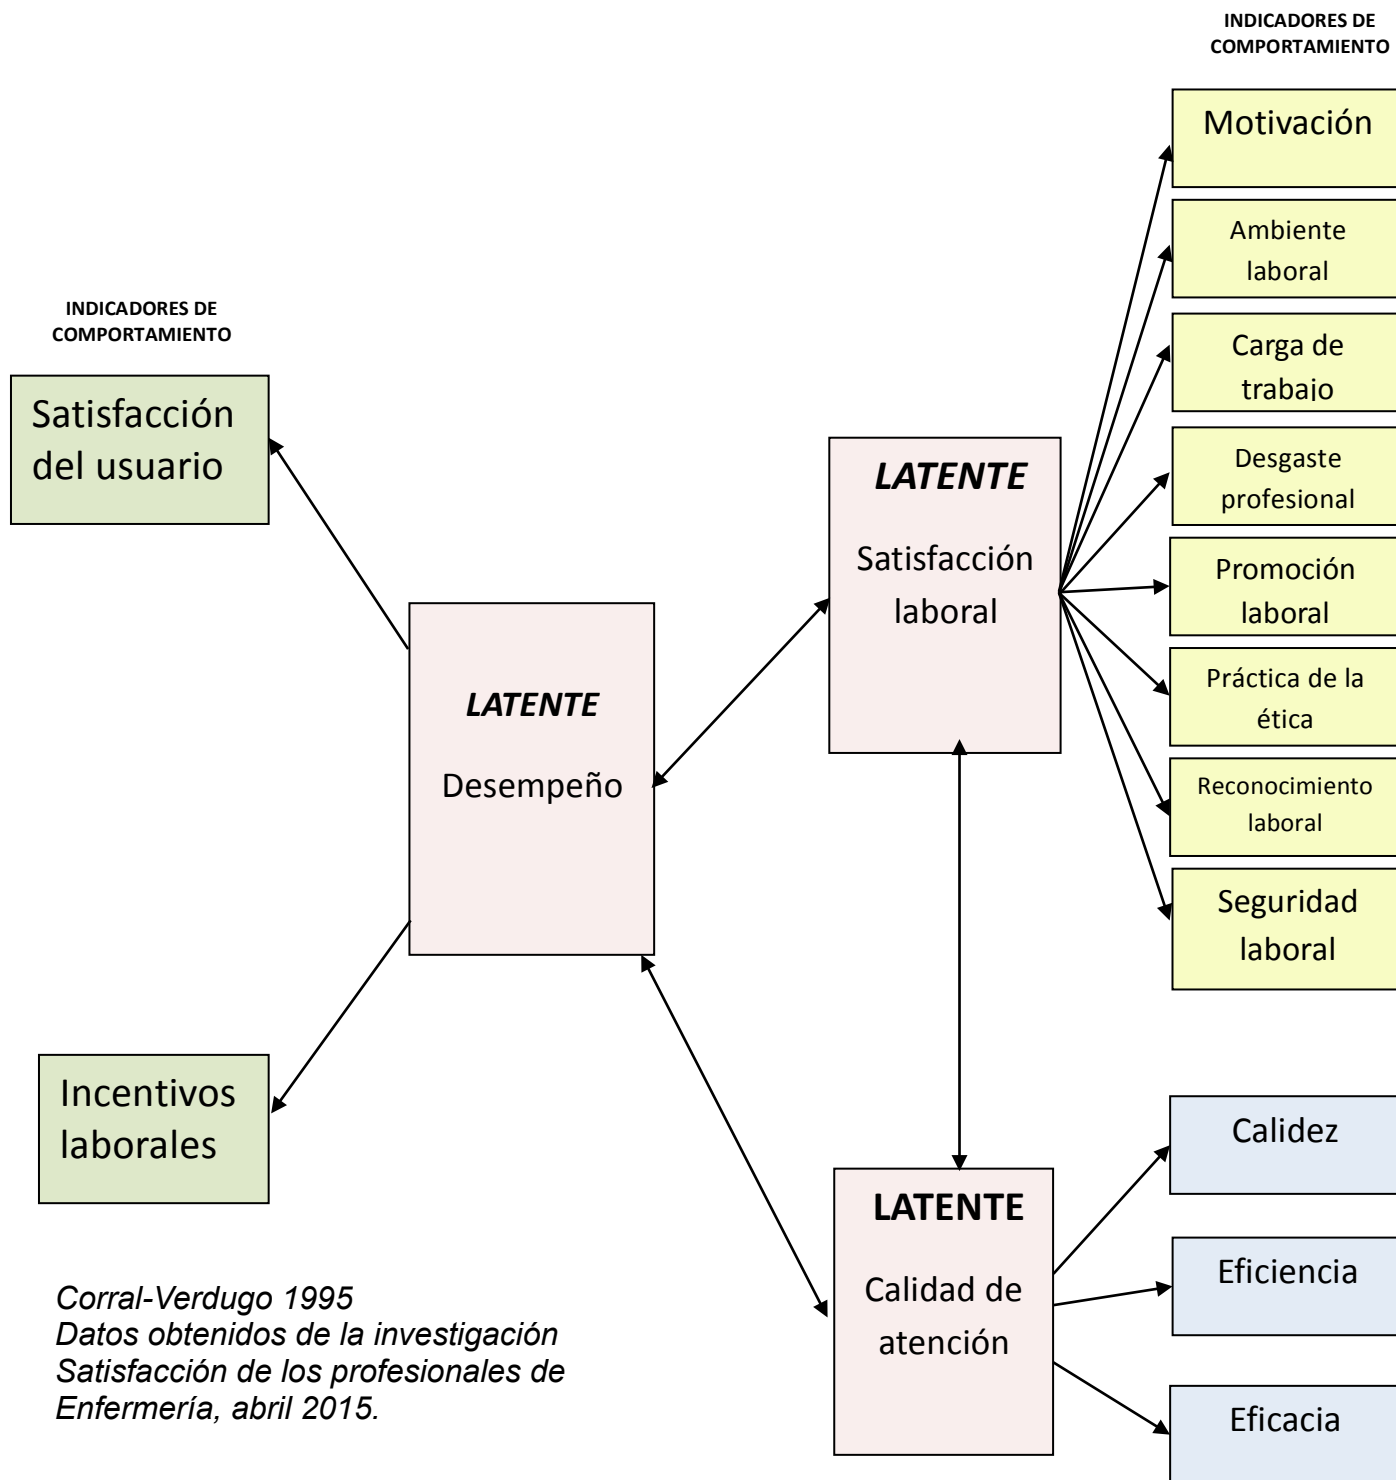 INDICADORES DE
COMPORTAMIENTO
Motivación
Ambiente
laboral
Carga de
trabajo
Desgaste
profesional
Promoción
laboral
Práctica de la
ética
Reconocimiento
laboral
Seguridad
laboral
INDICADORES DE
COMPORTAMIENTO
Satisfacción
del usuario
LATENTE
Satisfacción
laboral
LATENTE
Desempeño
Incentivos
laborales
LATENTE
Calidad de
atención
Calidez
Eficiencia
Eficacia
Corral-Verdugo 1995
Datos obtenidos de la investigación
Satisfacción de los profesionales de
Enfermería, abril 2015.